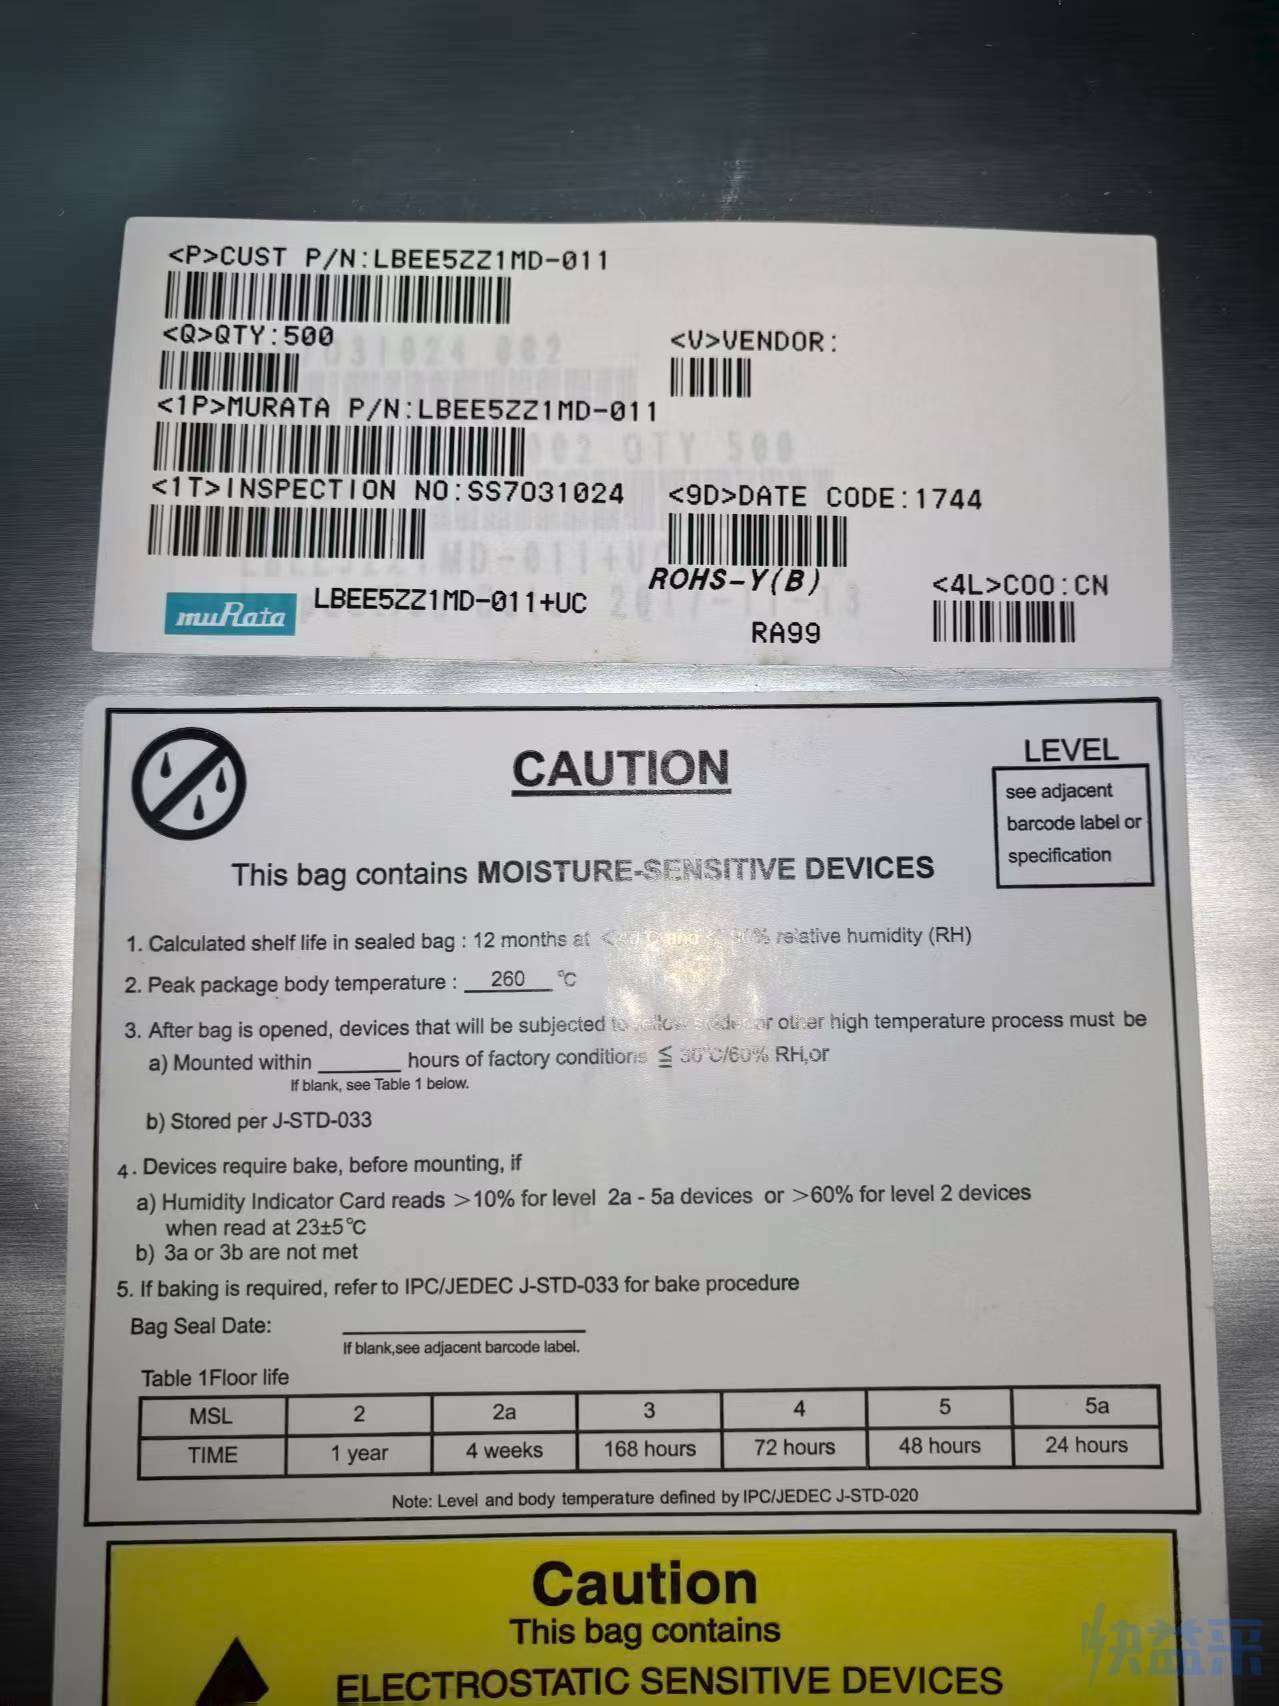 <P>CUST P/N:LBEE5ZZ1MD-011
<Q>QTY:500
<V>VENDOR:
<1P>MURATA P/N:LBEE5ZZ1MD-011
<1T>INSPECTION NO:SS7031024
<9D>DATE CODE:1744
ROHS-Y(B)
<4L>COO:CN
muRata
LBEE5ZZ1MD-011+UC
RA99
CAUTION
LEVEL
see adjacent
barcode label or
specification
This bag contains MOISTURE-SENSITIVE DEVICES
1. Calculated shelf life in sealed bag : 12 months at relative humidity (RH)
2. Peak package body temperature : 260 °C
3. After bag is opened, devices that will be subjected to or other high temperature process must be
a) Mounted within ______ hours of factory conditions ≦ 30°C/60% RH,or
If blank, see Table 1 below.
b) Stored per J-STD-033
4. Devices require bake, before mounting, if
a) Humidity Indicator Card reads >10% for level 2a - 5a devices or >60% for level 2 devices
when read at 23±5°C
b) 3a or 3b are not met
5. If baking is required, refer to IPC/JEDEC J-STD-033 for bake procedure
Bag Seal Date:
If blank,see adjacent barcode label.
Table 1Floor life
MSL 2 2a 3 4 5 5a
TIME 1 year 4 weeks 168 hours 72 hours 48 hours 24 hours
Note: Level and body temperature defined by IPC/JEDEC J-STD-020
Caution
This bag contains
ELECTROSTATIC SENSITIVE DEVICES
快益采